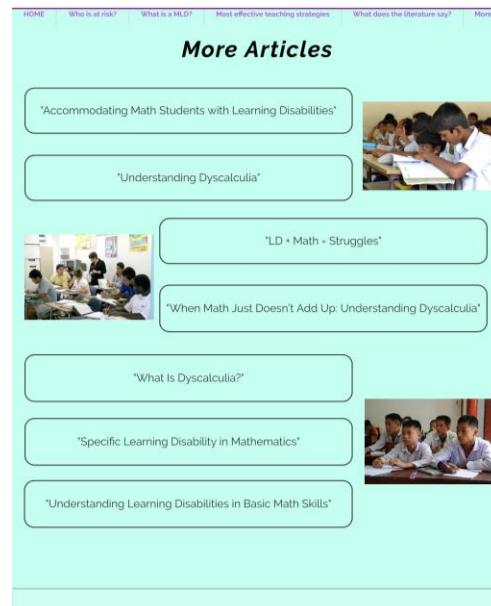 HOME Who is at risk? What is a MLD? Most effective teaching strategies What does the literature say? More
More Articles
"Accommodating Math Students with Learning Disabilities"
"Understanding Dyscalculia"
"LD + Math = Struggles"
"When Math Just Doesn't Add Up: Understanding Dyscalculia"
"What Is Dyscalculia?"
"Specific Learning Disability in Mathematics"
"Understanding Learning Disabilities in Basic Math Skills"